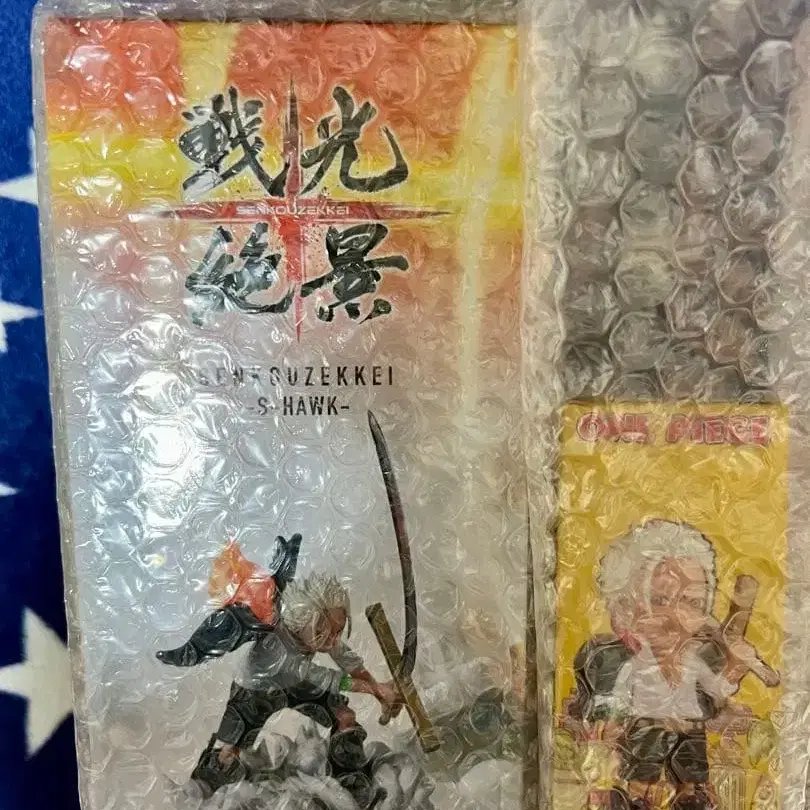 戦光
SENKOUZEKKEI
絶景
SENKOUZEKKEI
-S-HAWK-
ONE PIECE